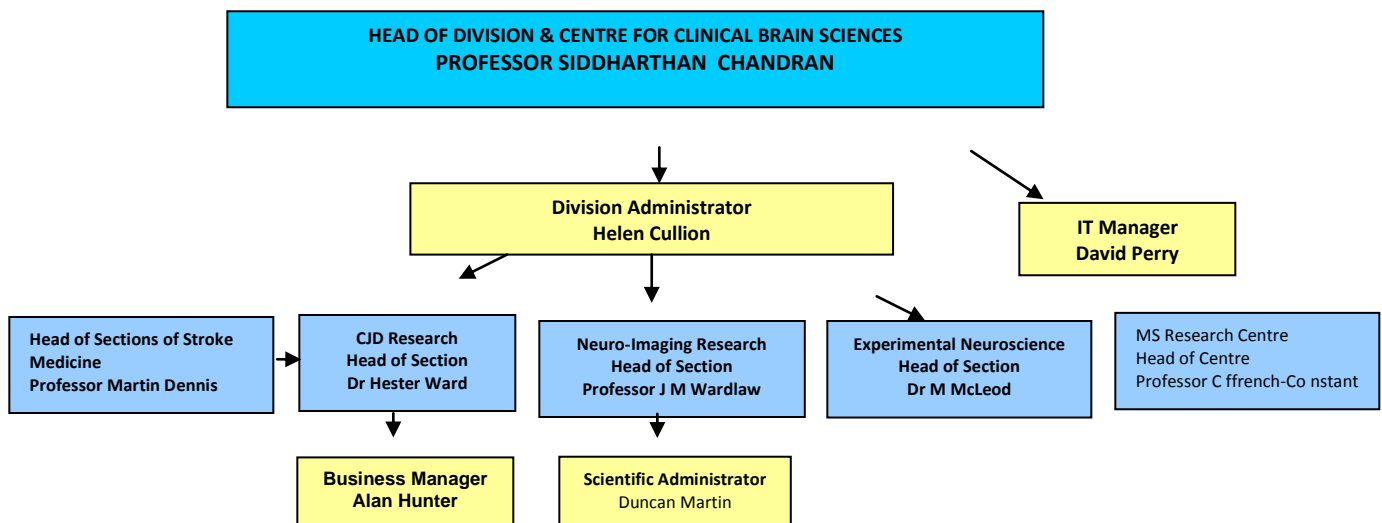 HEAD OF DIVISION & CENTRE FOR CLINICAL BRAIN SCIENCES
PROFESSOR SIDDHARTHAN CHANDRAN
Division Administrator
Helen Cullion
IT Manager
David Perry
Head of Sections of Stroke
Medicine
Professor Martin Dennis
CJD Research
Head of Section
Dr Hester Ward
Neuro-Imaging Research
Head of Section
Professor J M Wardlaw
Experimental Neuroscience
Head of Section
Dr M McLeod
MS Research Centre
Head of Centre
Professor C ffrench-Co nstant
Business Manager
Alan Hunter
Scientific Administrator
Duncan Martin